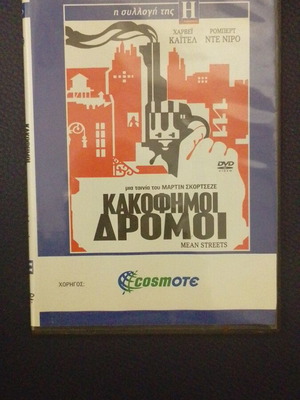 η συλλογή της Η
ΧΑΡΒΕΪ
ΚΑΪΤΕΛ
ΡΟΜΠΕΡΤ
ΝΤΕ ΝΙΡΟ
DVD
μια ταινία του ΜΑΡΤΙΝ ΣΚΟΡΤΣΕΖΕ
ΚΑΚΟΦΗΜΟΙ
ΔΡΟΜΟΙ
MEAN STREETS
ΧΟΡΗΓΟΣ:
COSMOTE